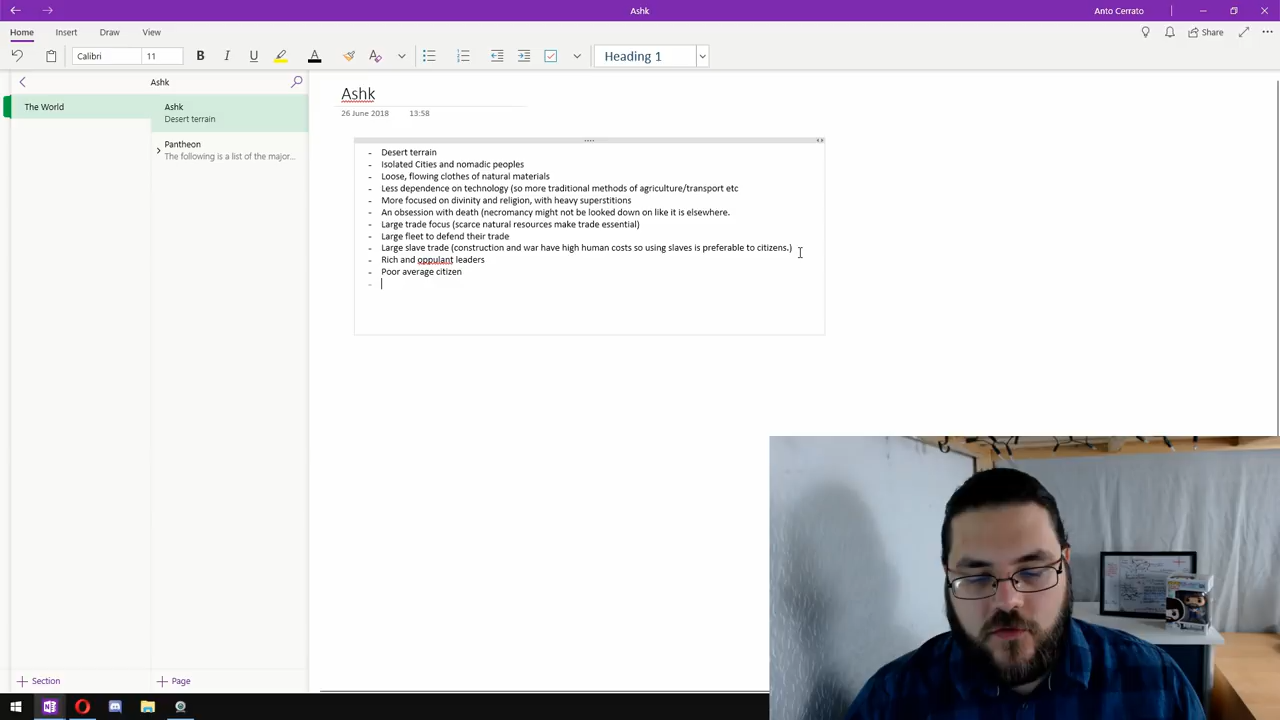 Ashk
Anto Cerrato
Home
Insert
Draw
View
Share
Calibri
11
B
I
U
A
A
Heading 1
Ashk
The World
Ashk
Desert terrain
Pantheon
The following is a list of the major...
Section
Page
Ashk
26 June 2018 13:58
- Desert terrain
- Isolated Cities and nomadic peoples
- Loose, flowing clothes of natural materials
- Less dependence on technology (so more traditional methods of agriculture/transport etc
- More focused on divinity and religion, with heavy superstitions
- An obsession with death (necromancy might not be looked down on like it is elsewhere.
- Large trade focus (scarce natural resources make trade essential)
- Large fleet to defend their trade
- Large slave trade (construction and war have high human costs so using slaves is preferable to citizens.)
- Rich and oppulant leaders
- Poor average citizen
-